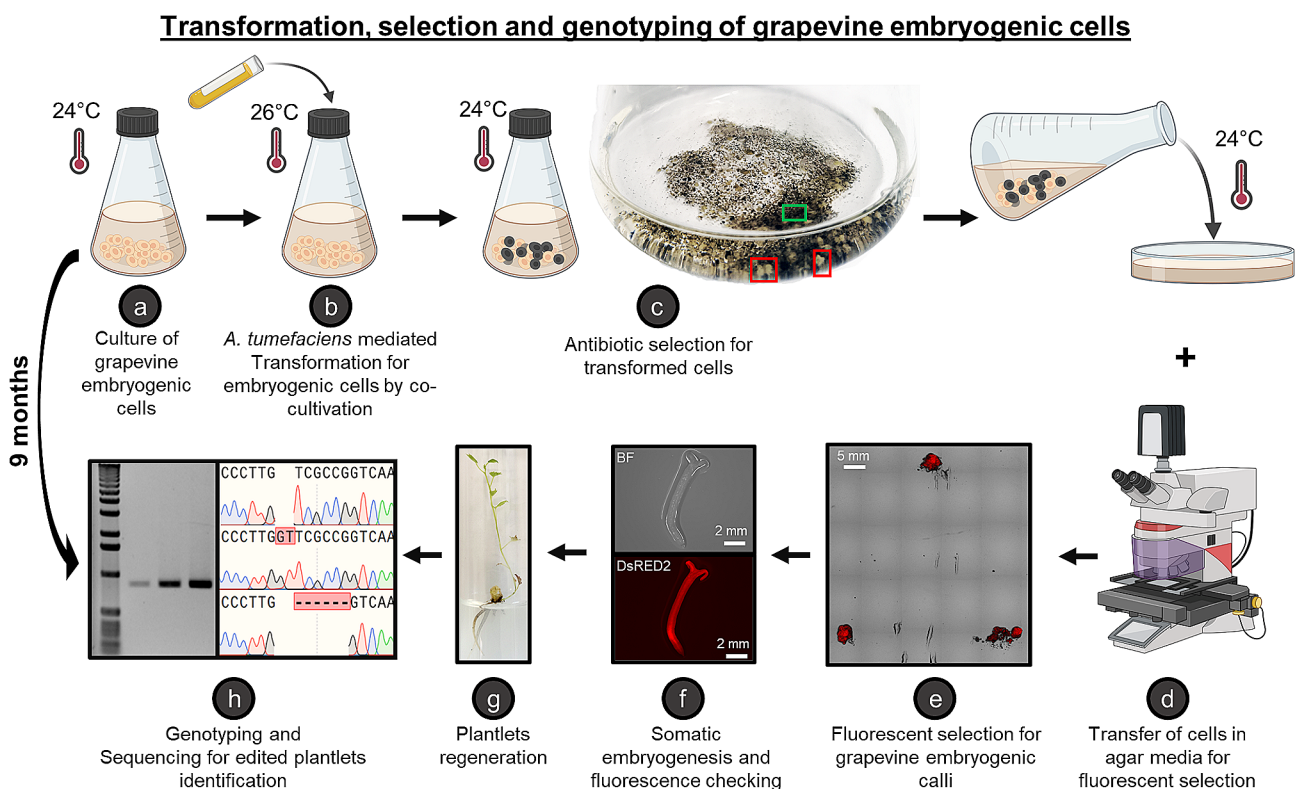 Transformation, selection and genotyping of grapevine embryogenic cells
24°C
26°C
24°C
24°C
a
Culture of
grapevine
embryogenic
cells
b
A. tumefaciens mediated
Transformation for
embryogenic cells by co-
cultivation
c
Antibiotic selection for
transformed cells
+
9 months
CCCTTG TCGCCGGTCAA
CCCTTGGTTCGCCGGTCAA
CCCTTG ------GTCAA
BF
2 mm
DsRED2
2 mm
5 mm
h
Genotyping and
Sequencing for edited plantlets
identification
g
Plantlets
regeneration
f
Somatic
embryogenesis and
fluorescence checking
e
Fluorescent selection for
grapevine embryogenic
calli
d
Transfer of cells in
agar media for
fluorescent selection